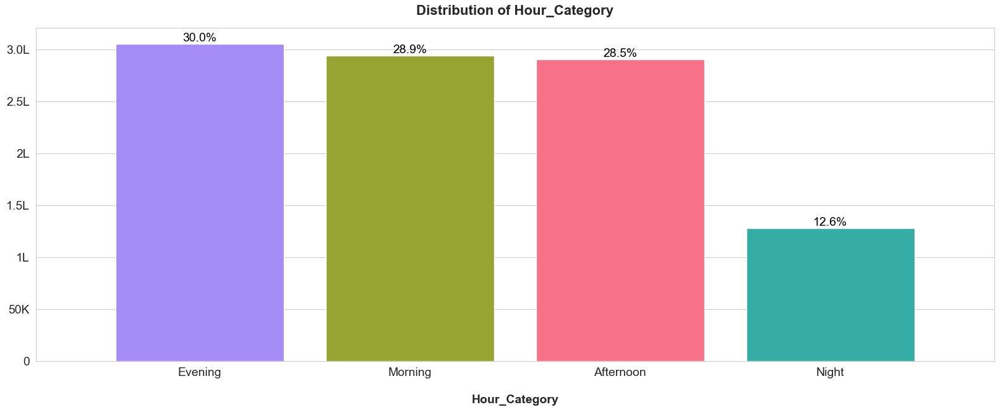 Distribution of Hour_Category
3.0L
2.5L
2L
1.5L
1L
50K
0
30.0%
28.9%
28.5%
12.6%
Evening
Morning
Afternoon
Night
Hour_Category